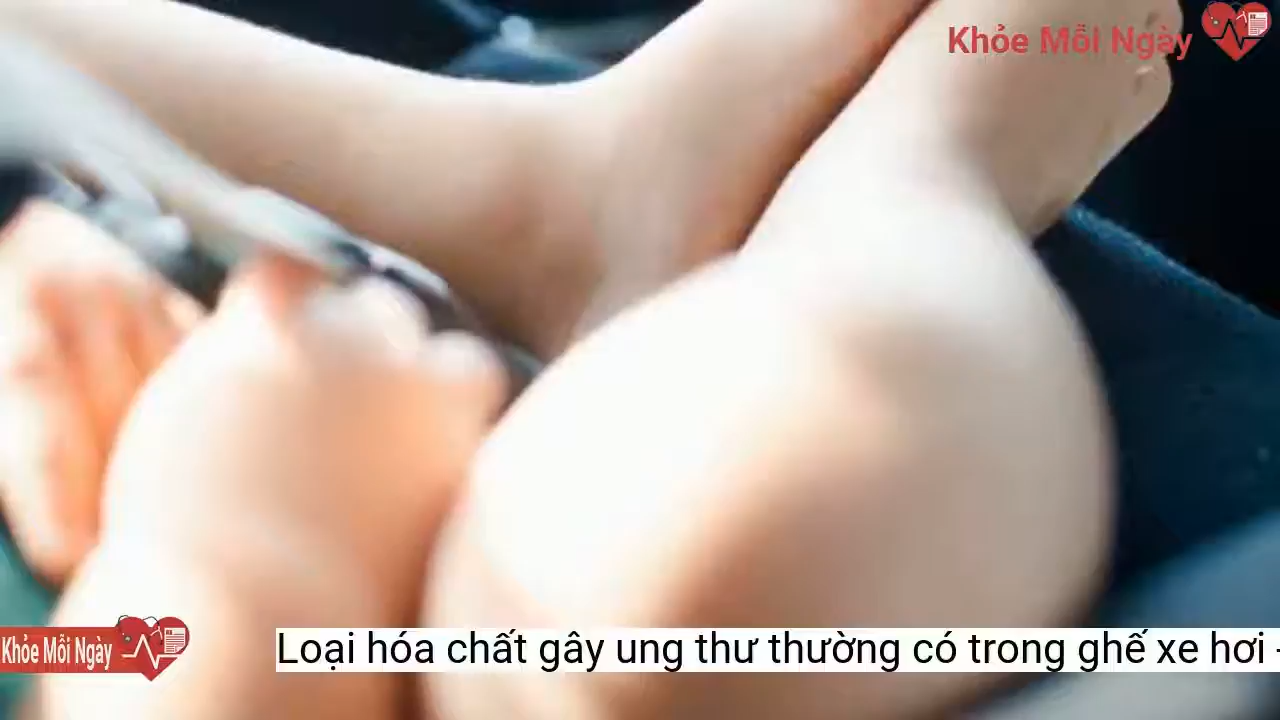 Khỏe Mỗi Ngày
Khỏe Mỗi Ngày
Loại hóa chất gây ung thư thường có trong ghế xe hơi -